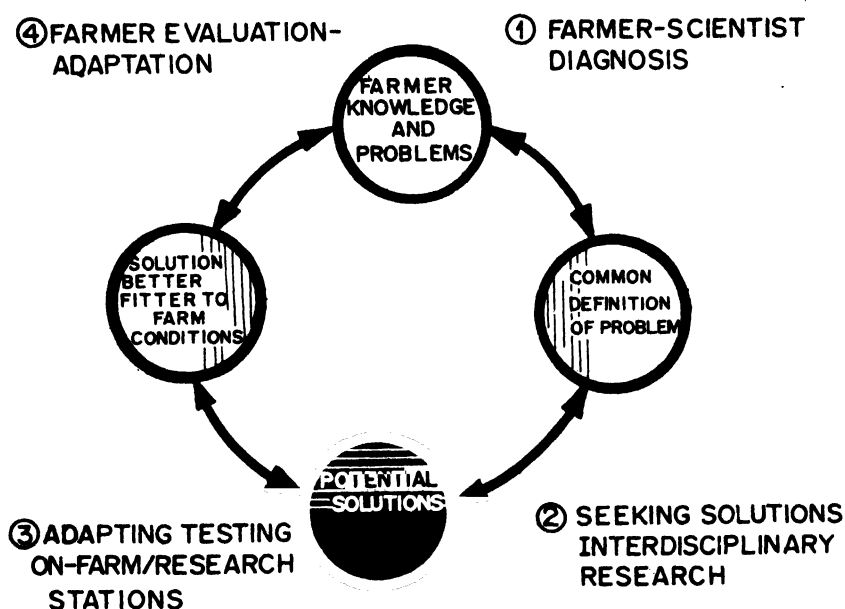 ④FARMER EVALUATION-
ADAPTATION
① FARMER-SCIENTIST
DIAGNOSIS
FARMER
KNOWLEDGE
AND
PROBLEMS
SOLUTION
BETTER
FITTER TO
FARM
CONDITIONS
COMMON
DEFINITION
OF PROBLEM
POTENTIAL
SOLUTIONS
③ADAPTING TESTING
ON-FARM/RESEARCH
STATIONS
② SEEKING SOLUTIONS
INTERDISCIPLINARY
RESEARCH